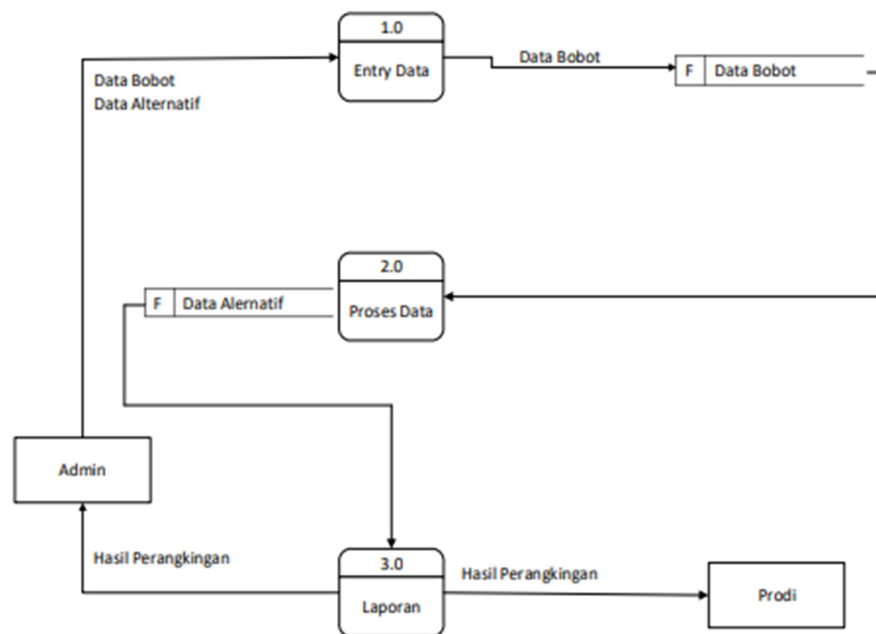 1.0
Entry Data
Data Bobot
Data Alternatif
Data Bobot
F Data Bobot
2.0
Proses Data
F Data Alernatif
Admin
Hasil Perangkingan
3.0
Laporan
Hasil Perangkingan
Prodi